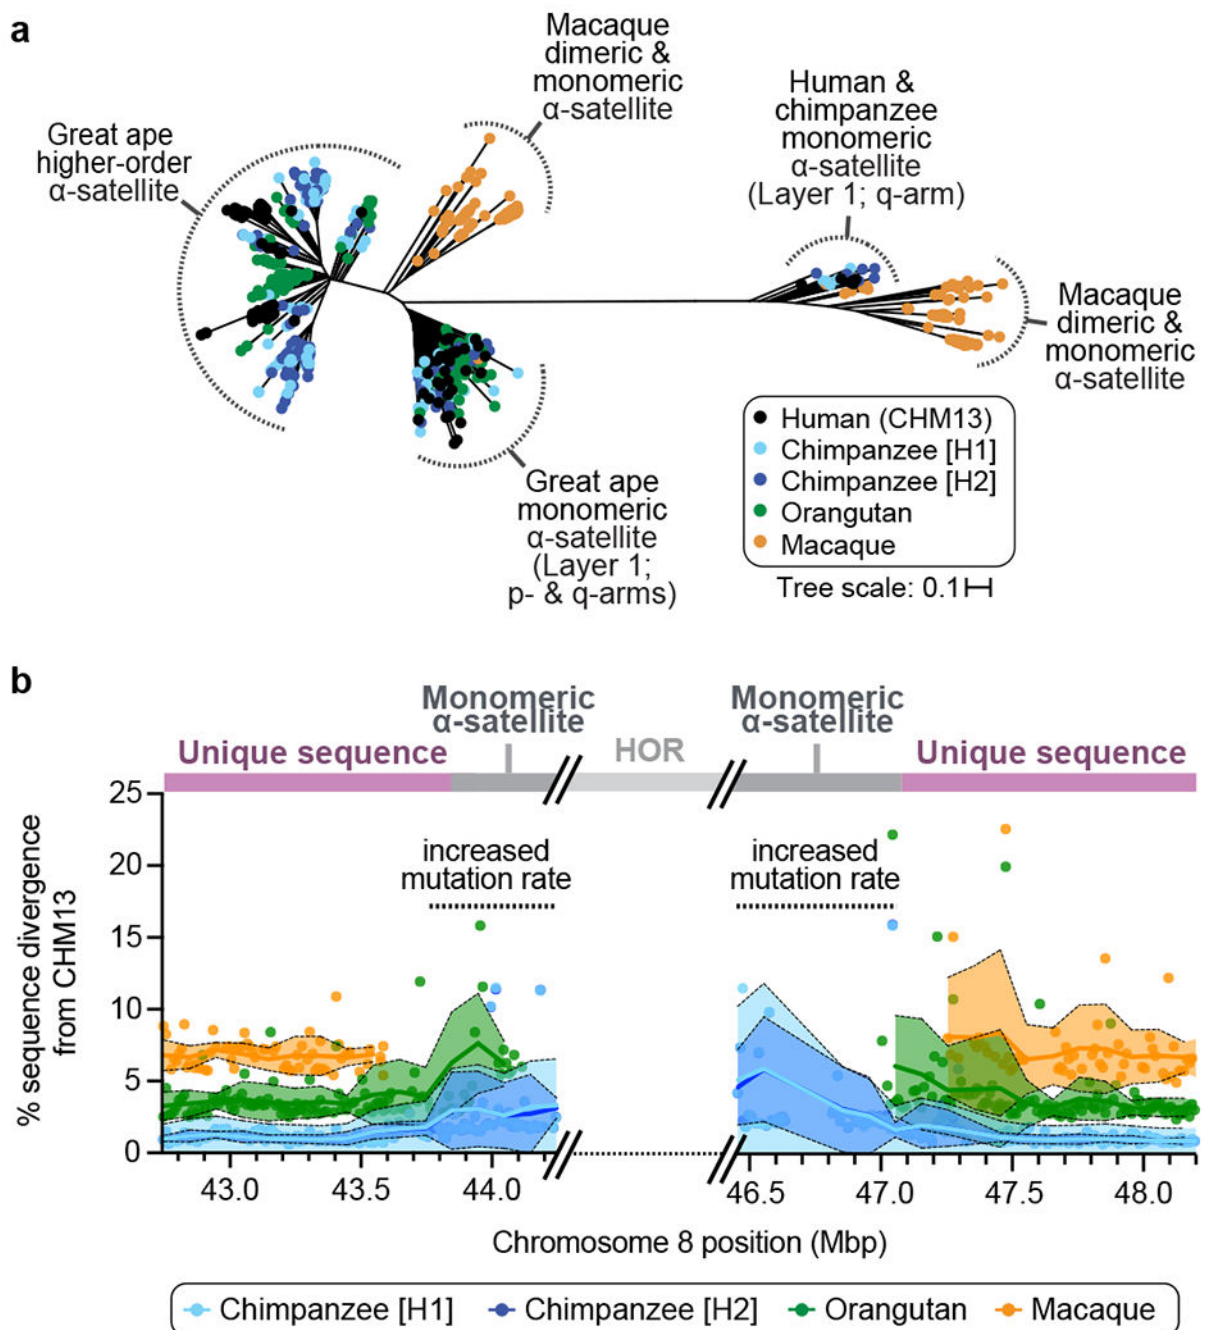 a
Macaque
dimeric &
monomeric
α-satellite
Human &
chimpanzee
monomeric
α-satellite
(Layer 1; q-arm)
Great ape
higher-order
α-satellite
Macaque
dimeric &
monomeric
α-satellite
Human (CHM13)
Chimpanzee [H1]
Chimpanzee [H2]
Orangutan
Macaque
Great ape
monomeric
α-satellite
(Layer 1;
p- & q-arms)
Tree scale: 0.1
b
Monomeric
α-satellite
Monomeric
α-satellite
Unique sequence
HOR
Unique sequence
25
20
15
10
5
0
% sequence divergence
from CHM13
increased
mutation rate
increased
mutation rate
43.0 43.5 44.0 46.5 47.0 47.5 48.0
Chromosome 8 position (Mbp)
Chimpanzee [H1] Chimpanzee [H2] Orangutan Macaque